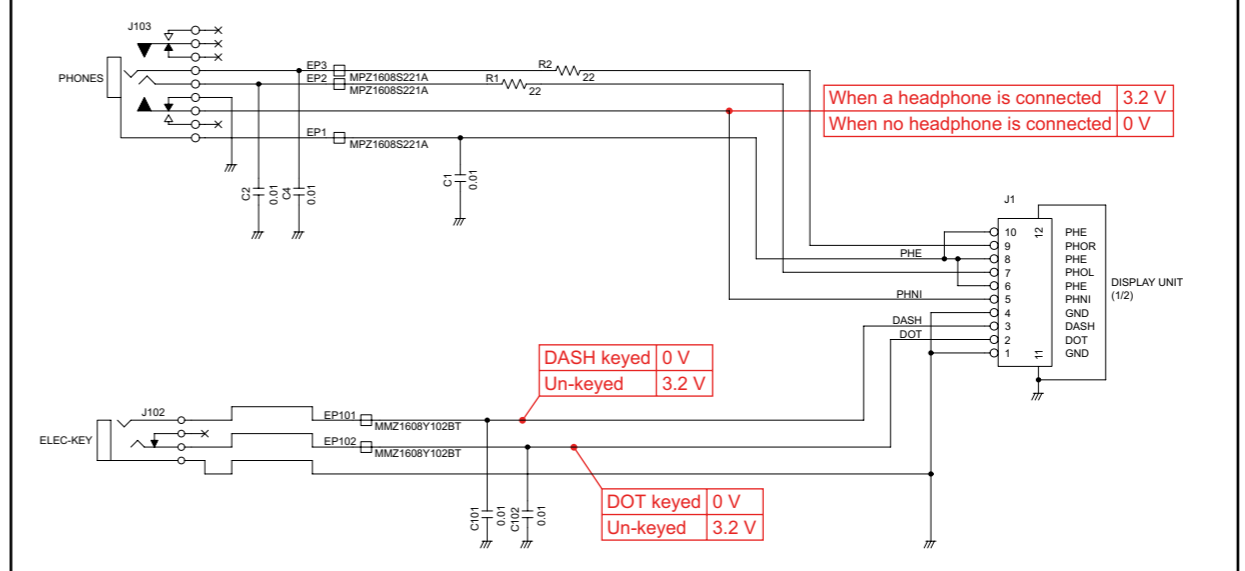 J103
PHONES
EP3
MPZ1608S221A
R2
22
EP2
MPZ1608S221A
R1
22
EP1
MPZ1608S221A
C2
0.01
C4
0.01
C1
0.01
When a headphone is connected 3.2 V
When no headphone is connected 0 V
J1
10 12 PHE
9 PHOR
PHE 8 PHE
7 PHOL
6 PHE
PHNI 5 PHNI
4 GND
DASH 3 DASH
DOT 2 DOT
1 11 GND
DISPLAY UNIT
(1/2)
DASH keyed 0 V
Un-keyed 3.2 V
J102
ELEC-KEY
EP101
MMZ1608Y102BT
EP102
MMZ1608Y102BT
C101
0.01
C102
0.01
DOT keyed 0 V
Un-keyed 3.2 V